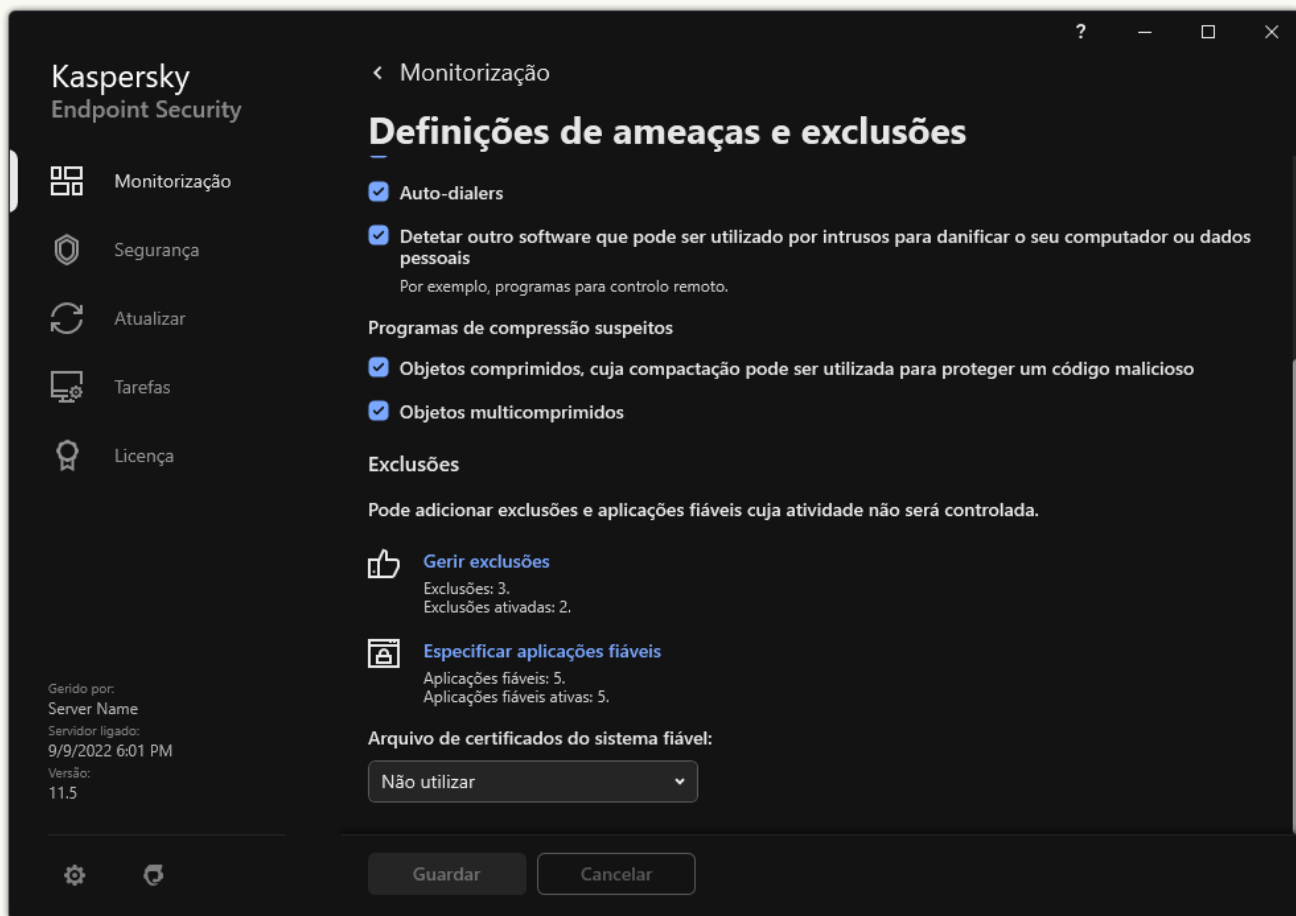 ?
Kaspersky
Endpoint Security
Monitorização
Segurança
Atualizar
Tarefas
Licença
Gerido por:
Server Name
Servidor ligado:
9/9/2022 6:01 PM
Versão:
11.5
Monitorização
Definições de ameaças e exclusões
Auto-dialers
Detetar outro software que pode ser utilizado por intrusos para danificar o seu computador ou dados
pessoais
Por exemplo, programas para controlo remoto.
Programas de compressão suspeitos
Objetos comprimidos, cuja compactação pode ser utilizada para proteger um código malicioso
Objetos multicomprimidos
Exclusões
Pode adicionar exclusões e aplicações fiáveis cuja atividade não será controlada.
Gerir exclusões
Exclusões: 3.
Exclusões ativadas: 2.
Especificar aplicações fiáveis
Aplicações fiáveis: 5.
Aplicações fiáveis ativas: 5.
Arquivo de certificados do sistema fiável:
Não utilizar
Guardar
Cancelar